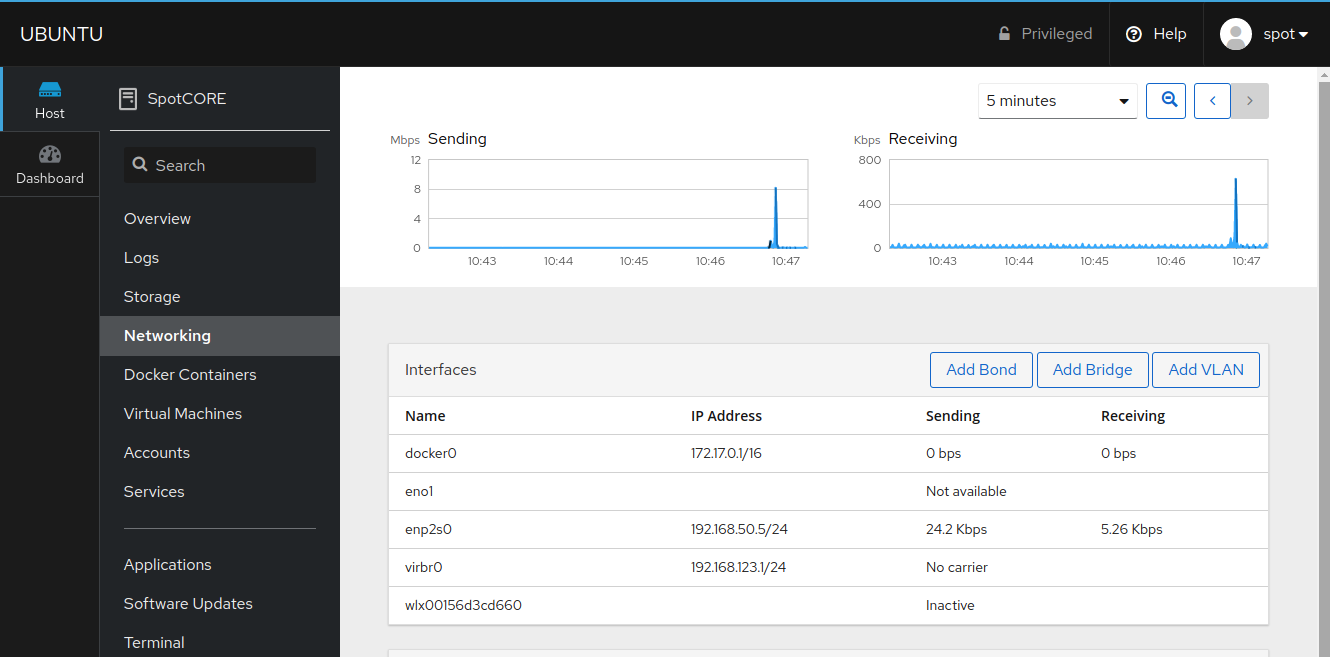 UBUNTU
Privileged
Help
spot
Host
Dashboard
SpotCORE
Search
Overview
Logs
Storage
Networking
Docker Containers
Virtual Machines
Accounts
Services
Applications
Software Updates
Terminal
5 minutes
Mbps Sending
12
8
4
0
10:43 10:44 10:45 10:46 10:47
Kbps Receiving
800
400
0
10:43 10:44 10:45 10:46 10:47
Interfaces
Add Bond Add Bridge Add VLAN
Name IP Address Sending Receiving
docker0 172.17.0.1/16 0 bps 0 bps
eno1 Not available
enp2s0 192.168.50.5/24 24.2 Kbps 5.26 Kbps
virbr0 192.168.123.1/24 No carrier
wlx00156d3cd660 Inactive